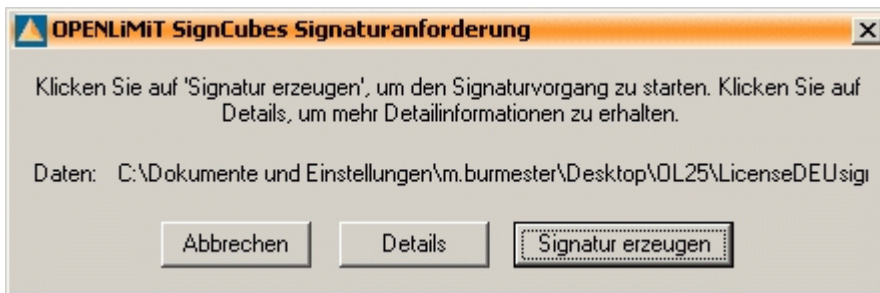 OPENLiMiT SignCubes Signaturanforderung
Klicken Sie auf 'Signatur erzeugen', um den Signaturvorgang zu starten. Klicken Sie auf
Details, um mehr Detailinformationen zu erhalten.
Daten: C:\Dokumente und Einstellungen\m.burmester\Desktop\OL25\LicenseDEUsign
Abbrechen Details Signatur erzeugen